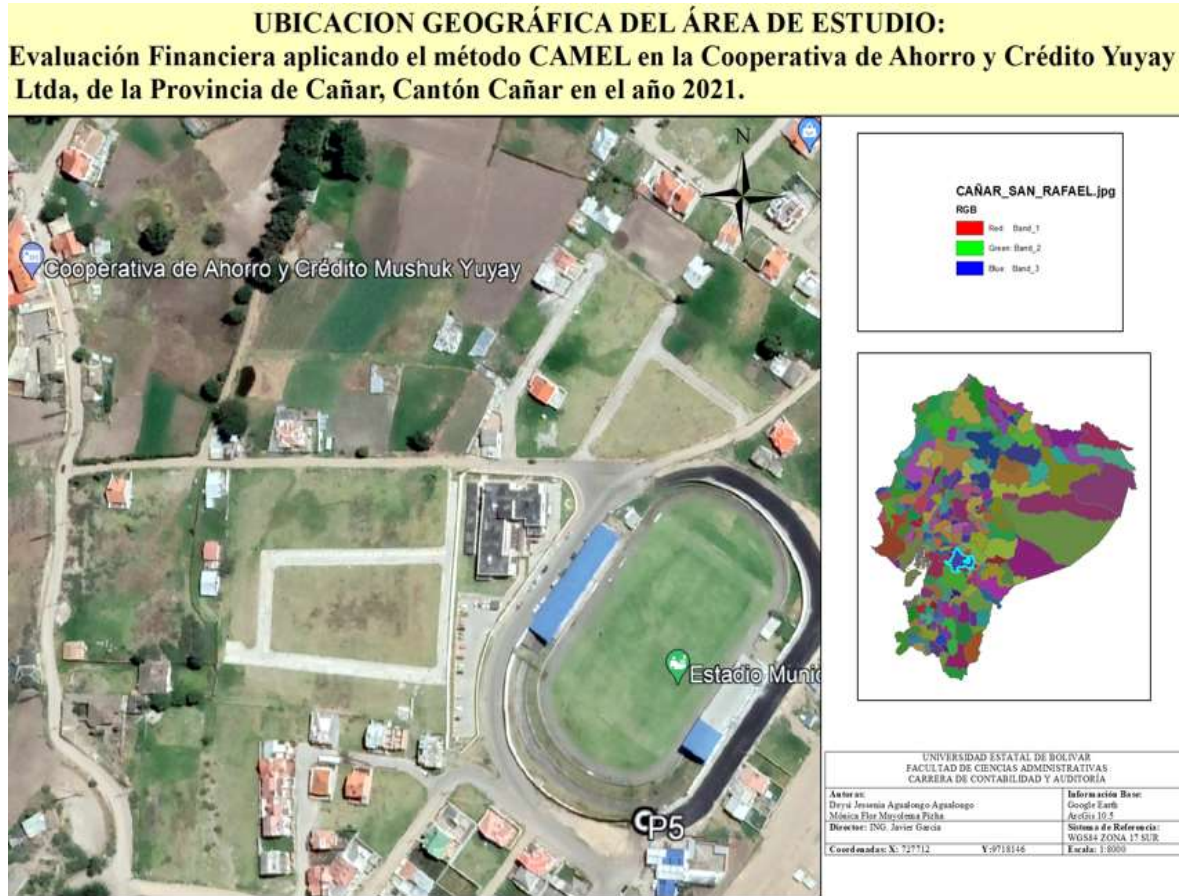 UBICACION GEOGRÁFICA DEL ÁREA DE ESTUDIO:
Evaluación Financiera aplicando el método CAMEL en la Cooperativa de Ahorro y Crédito Yuyay
Ltda, de la Provincia de Cañar, Cantón Cañar en el año 2021.
N
Cooperativa de Ahorro y Crédito Mushuk Yuyay
Estadio Munic
P5
CAÑAR_SAN_RAFAEL.jpg
RGB
Red: Band_1
Green: Band_2
Blue: Band_3
UNIVERSIDAD ESTATAL DE BOLIVAR
FACULTAD DE CIENCIAS ADMINISTRATIVAS
CARRERA DE CONTABILIDAD Y AUDITORÍA
Autoras:
Deysi Jessenia Agualongo Agualongo
Mónica Flor Mayolema Picha
Director: ING. Javier García
Coordenadas: X: 727712 Y:9718146
Información Base:
Google Earth
ArcGis 10.5
Sistema de Referencia:
WGS84 ZONA 17 SUR
Escala: 1:8000